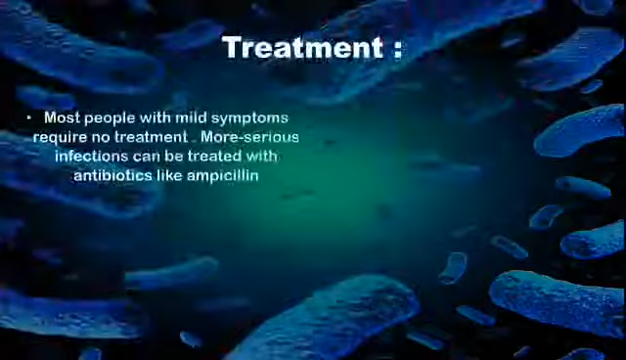 Treatment :
• Most people with mild symptoms
require no treatment . More-serious
infections can be treated with
antibiotics like ampicillin